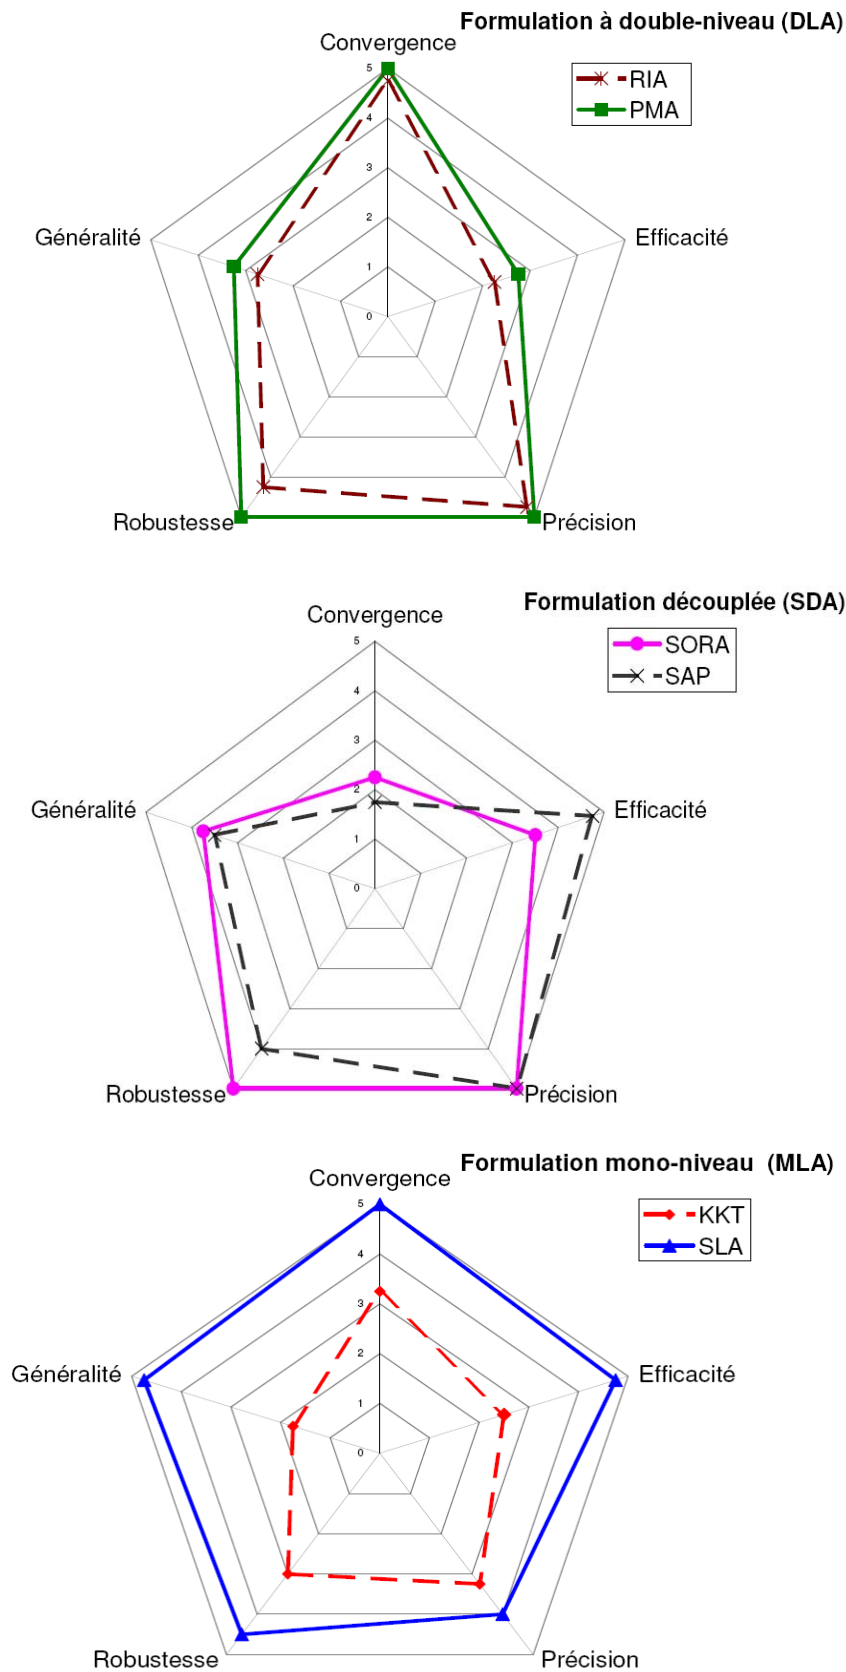 Formulation à double-niveau (DLA)
Convergence
RIA
PMA
5
4
3
2
1
0
Généralité
Efficacité
Robustesse
Précision
Formulation découplée (SDA)
Convergence
SORA
SAP
5
4
3
2
1
0
Généralité
Efficacité
Robustesse
Précision
Formulation mono-niveau (MLA)
Convergence
KKT
SLA
5
4
3
2
1
0
Généralité
Efficacité
Robustesse
Précision